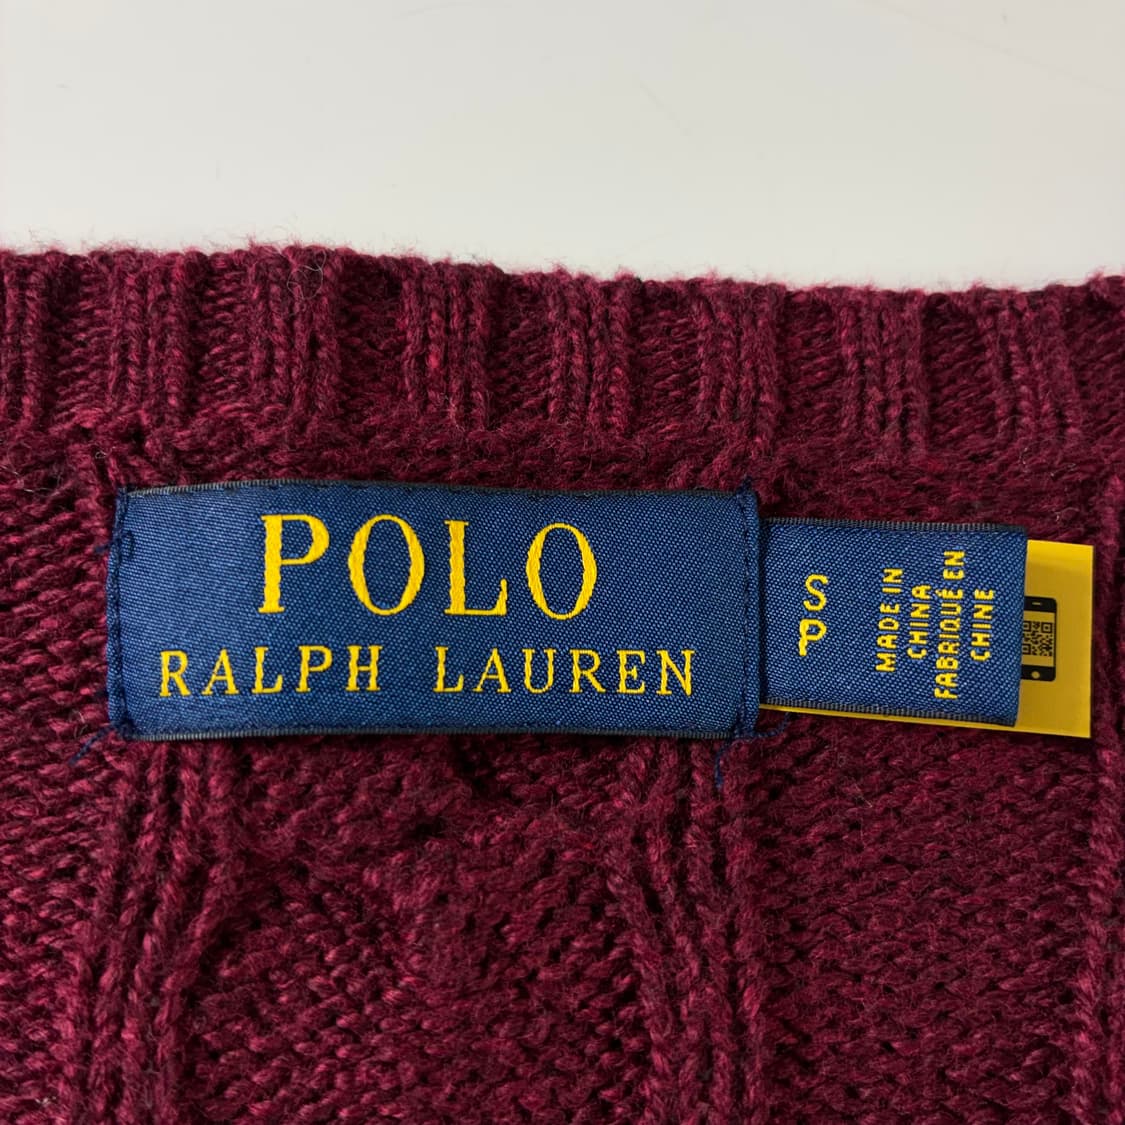 POLO
RALPH LAUREN
S
P
MADE IN
CHINA
FABRIQUÉ EN
CHINE